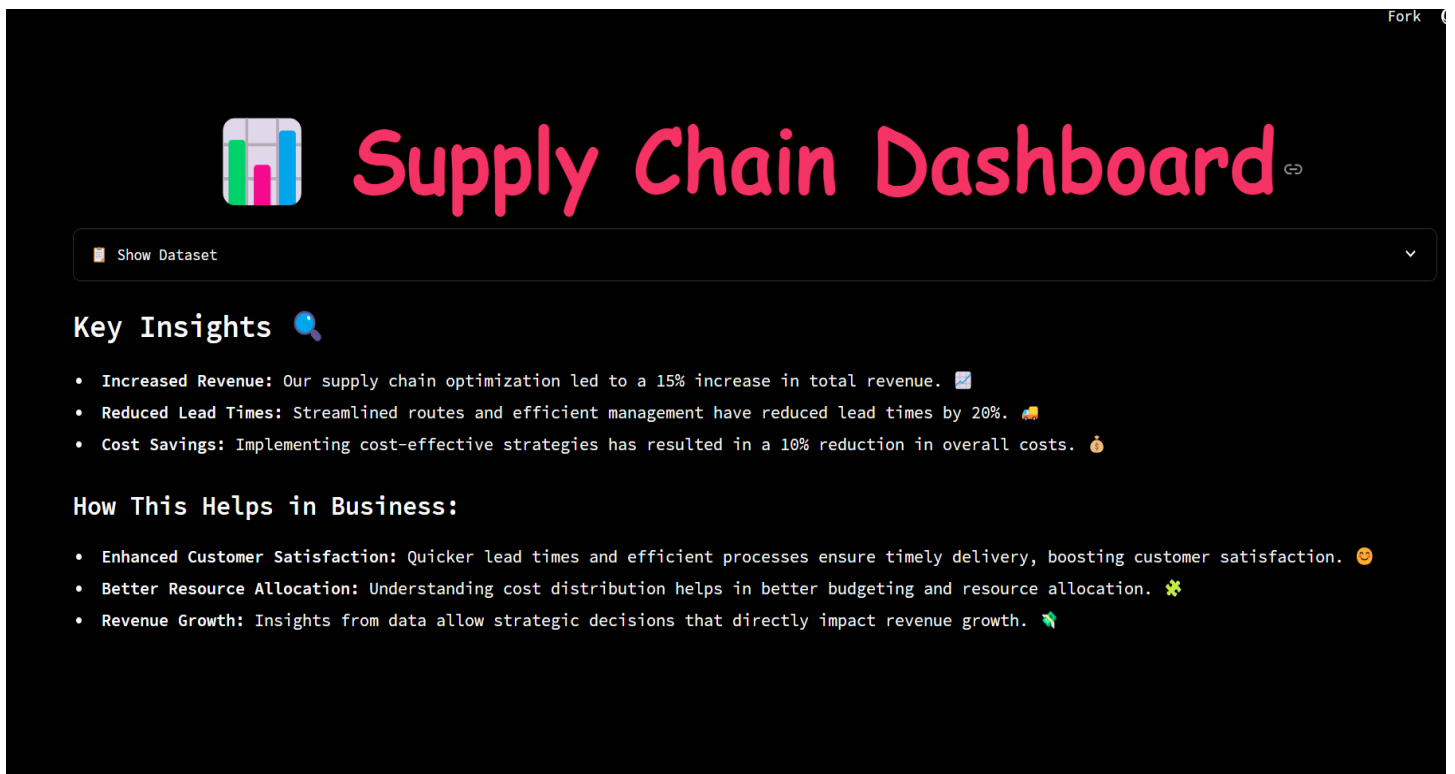 Fork
Supply Chain Dashboard
Show Dataset
Key Insights
Increased Revenue: Our supply chain optimization led to a 15% increase in total revenue.
Reduced Lead Times: Streamlined routes and efficient management have reduced lead times by 20%.
Cost Savings: Implementing cost-effective strategies has resulted in a 10% reduction in overall costs.
How This Helps in Business:
Enhanced Customer Satisfaction: Quicker lead times and efficient processes ensure timely delivery, boosting customer satisfaction.
Better Resource Allocation: Understanding cost distribution helps in better budgeting and resource allocation.
Revenue Growth: Insights from data allow strategic decisions that directly impact revenue growth.